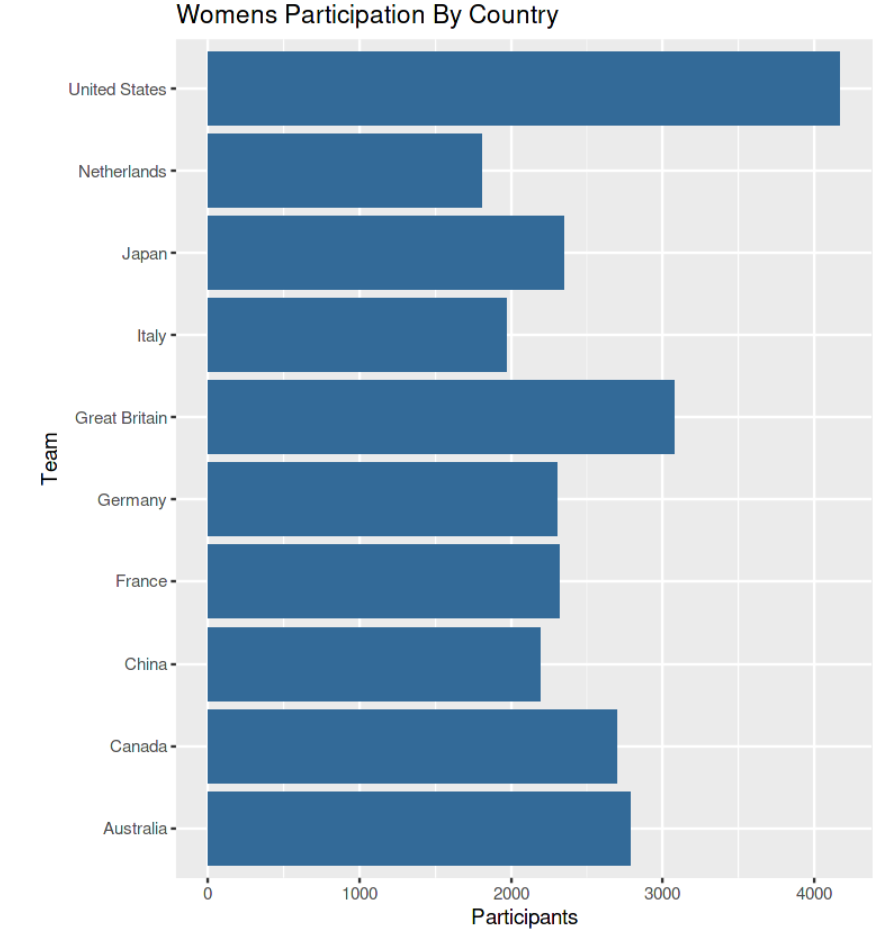 Womens Participation By Country
United States
Netherlands
Japan
Italy
Great Britain
Germany
France
China
Canada
Australia
Team
0 1000 2000 3000 4000
Participants